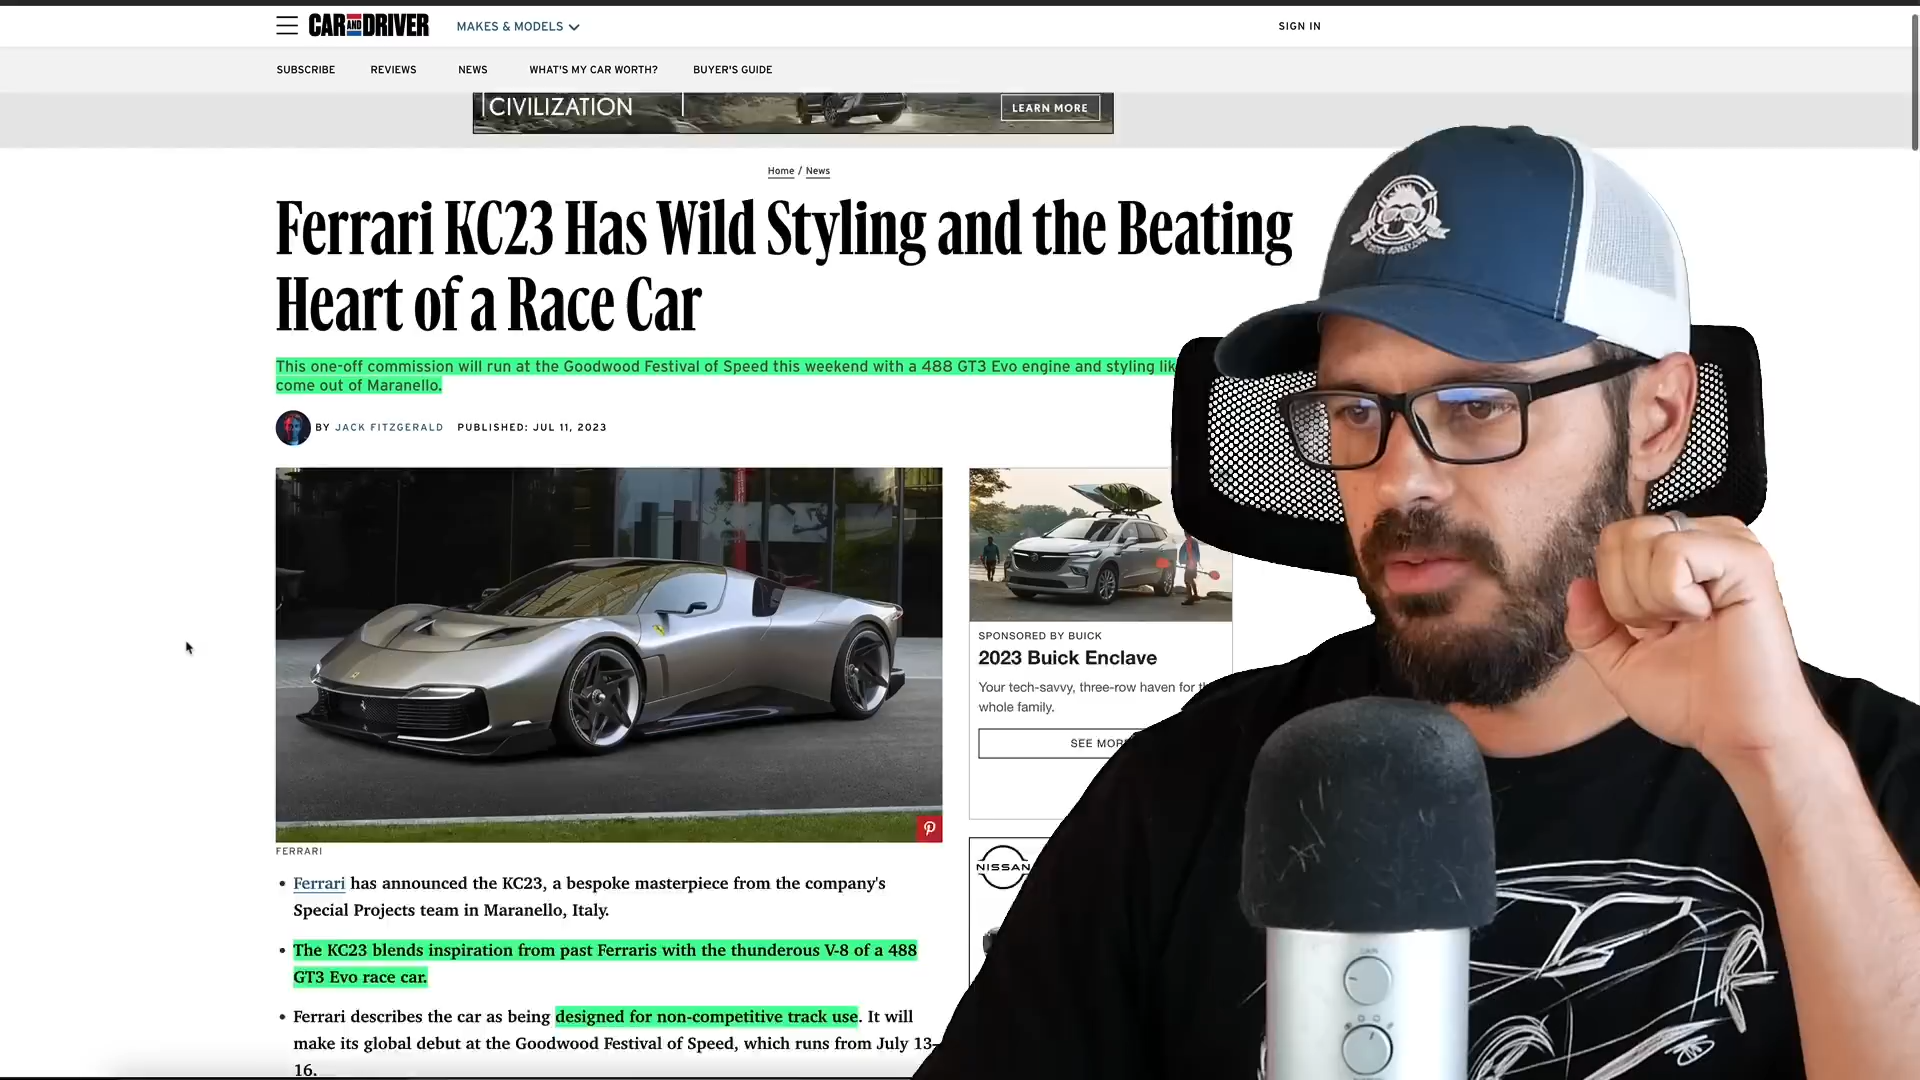 CAR AND DRIVER
MAKES & MODELS
SIGN IN
SUBSCRIBE
REVIEWS
NEWS
WHAT'S MY CAR WORTH?
BUYER'S GUIDE
CIVILIZATION
LEARN MORE
Home / News
Ferrari KC23 Has Wild Styling and the Beating
Heart of a Race Car
This one-off commission will run at the Goodwood Festival of Speed this weekend with a 488 GT3 Evo engine and styling lik
come out of Maranello.
BY JACK FITZGERALD PUBLISHED: JUL 11, 2023
SPONSORED BY BUICK
2023 Buick Enclave
Your tech-savvy, three-row haven for
whole family.
SEE MOR
FERRARI
NISSAN
• Ferrari has announced the KC23, a bespoke masterpiece from the company's
Special Projects team in Maranello, Italy.
• The KC23 blends inspiration from past Ferraris with the thunderous V-8 of a 488
GT3 Evo race car.
• Ferrari describes the car as being designed for non-competitive track use. It will
make its global debut at the Goodwood Festival of Speed, which runs from July 13–
16.